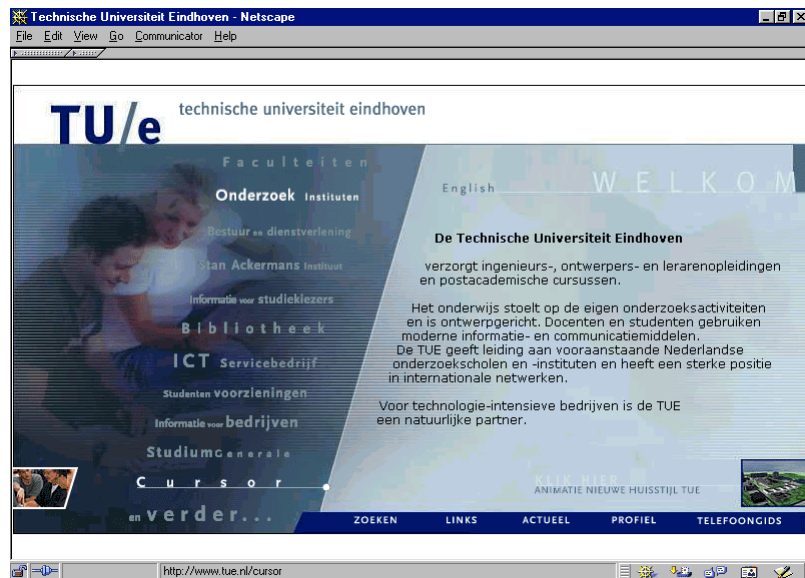 Technische Universiteit Eindhoven - Netscape
File Edit View Go Communicator Help
TU/e technische universiteit eindhoven
Faculteiten
Onderzoek Instituten
Bestuur en dienstverlening
Stan Ackermans Instituut
Informatie voor studiekiezers
Bibliotheek
ICT Servicebedrijf
Studenten voorzieningen
Informatie voor bedrijven
Studium Generale
Cursor
en verder...
English
WELKOM
De Technische Universiteit Eindhoven
verzorgt ingenieurs-, ontwerpers- en lerarenopleidingen
en postacademische cursussen.
Het onderwijs stoelt op de eigen onderzoeksactiviteiten
en is ontwerpgericht. Docenten en studenten gebruiken
moderne informatie- en communicatiemiddelen.
De TUE geeft leiding aan vooraanstaande Nederlandse
onderzoekscholen en -instituten en heeft een sterke positie
in internationale netwerken.
Voor technologie-intensieve bedrijven is de TUE
een natuurlijke partner.
KLIK HIER
ANIMATIE NIEUWE HUISSTIJL TUE
ZOEKEN LINKS ACTUEEL PROFIEL TELEFOONGIDS
http://www.tue.nl/cursor